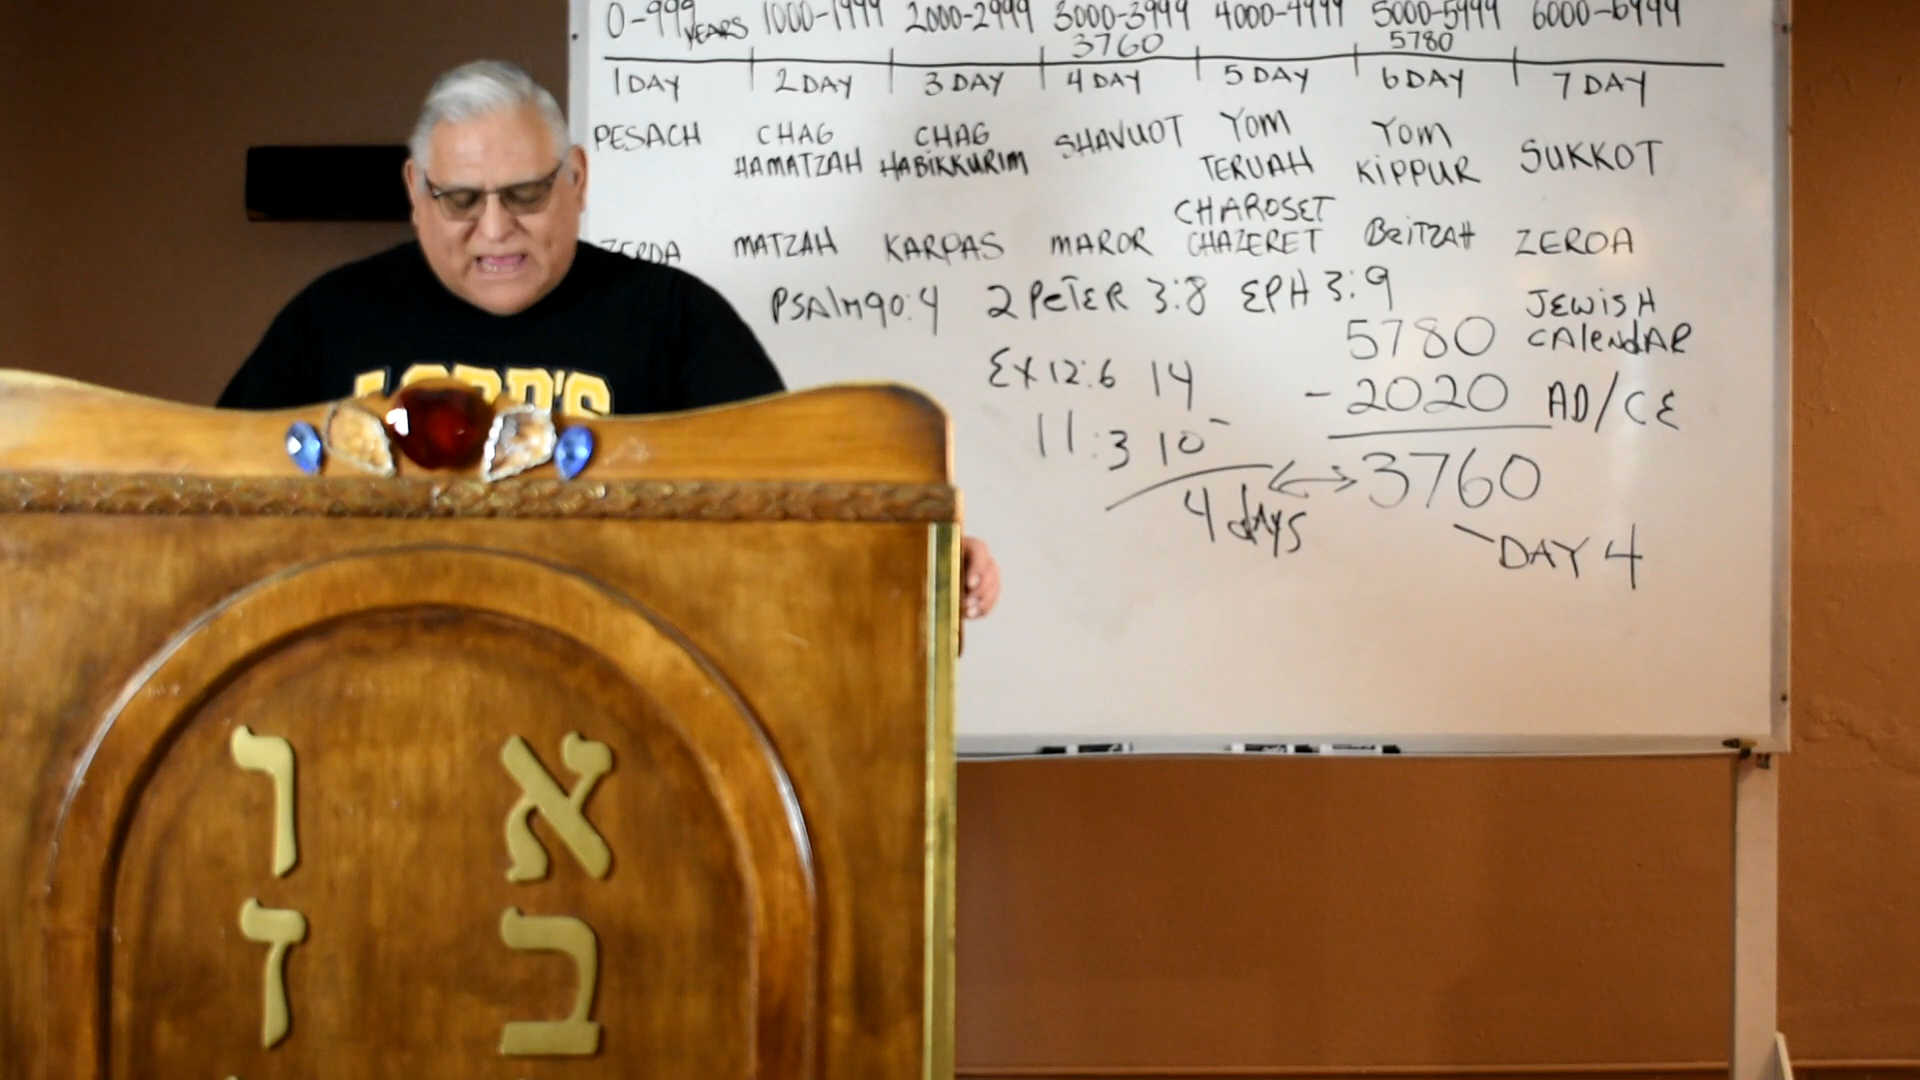 0-999 YEARS 1000-1999 2000-2999 3000-3999 4000-4999 5000-5999 6000-6999
3760 5780
1 DAY 2 DAY 3 DAY 4 DAY 5 DAY 6 DAY 7 DAY
PESACH CHAG HAMATZAH CHAG HABIKKURIM SHAVUOT YOM TERUAH YOM KIPPUR SUKKOT
ZEROA MATZAH KARPAS MAROR CHAROSET CHAZERET BEITZAH ZEROA
PSAlM 90:4 2 PETER 3:8 EPH 3:9
JEWISH CAlENdAR
5780
EX 12:6 14
- 2020 AD/CE
11:3 10-
3760
4 days
DAY 4
LORD'S
ו א
ז ב